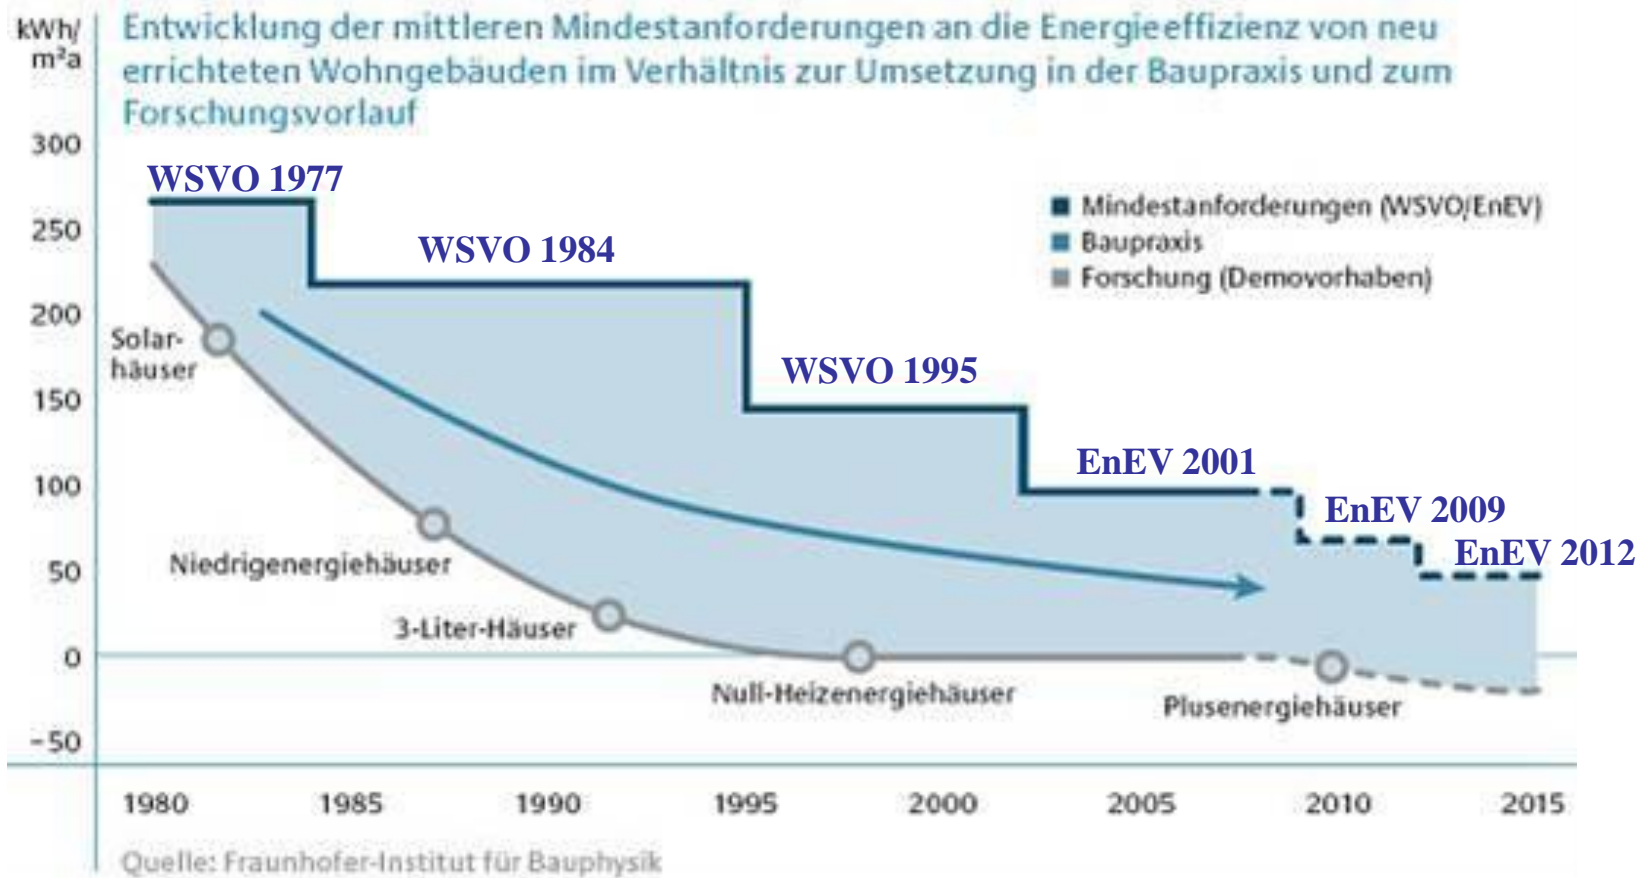 kWh/
m²a
Entwicklung der mittleren Mindestanforderungen an die Energieeffizienz von neu
errichteten Wohngebäuden im Verhältnis zur Umsetzung in der Baupraxis und zum
Forschungsvorlauf
300
250
200
150
100
50
0
–50
WSVO 1977
WSVO 1984
WSVO 1995
EnEV 2001
EnEV 2009
EnEV 2012
Mindestanforderungen (WSVO/EnEV)
Baupraxis
Forschung (Demovorhaben)
Solar-
häuser
Niedrigenergiehäuser
3-Liter-Häuser
Null-Heizenergiehäuser
Plusenergiehäuser
1980 1985 1990 1995 2000 2005 2010 2015
Quelle: Fraunhofer-Institut für Bauphysik